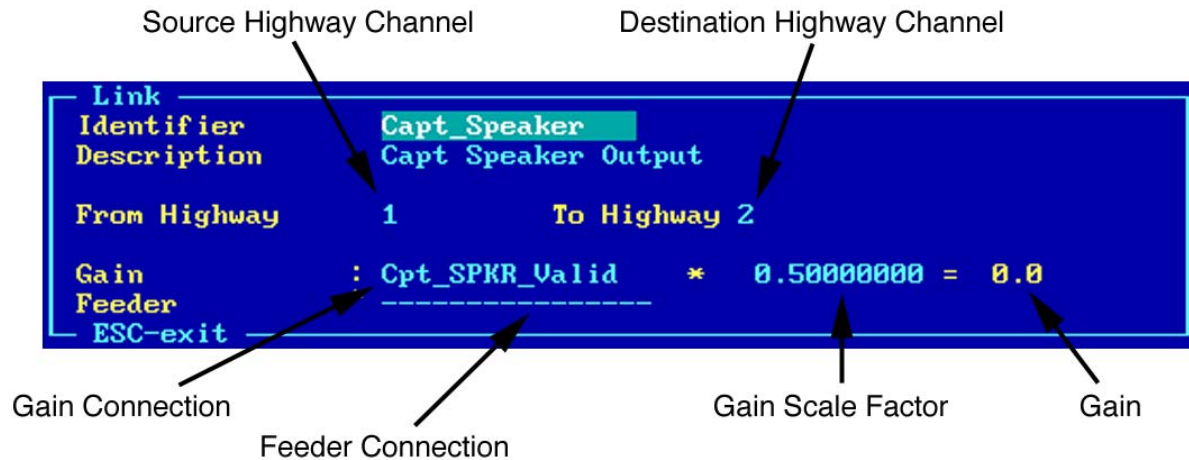 Source Highway Channel
Destination Highway Channel
Link
Identifier Capt_Speaker
Description Capt Speaker Output
From Highway 1 To Highway 2
Gain : Cpt_SPKR_Valid * 0.50000000 = 0.0
Feeder : ----------------
ESC-exit
Gain Connection
Gain Scale Factor
Gain
Feeder Connection